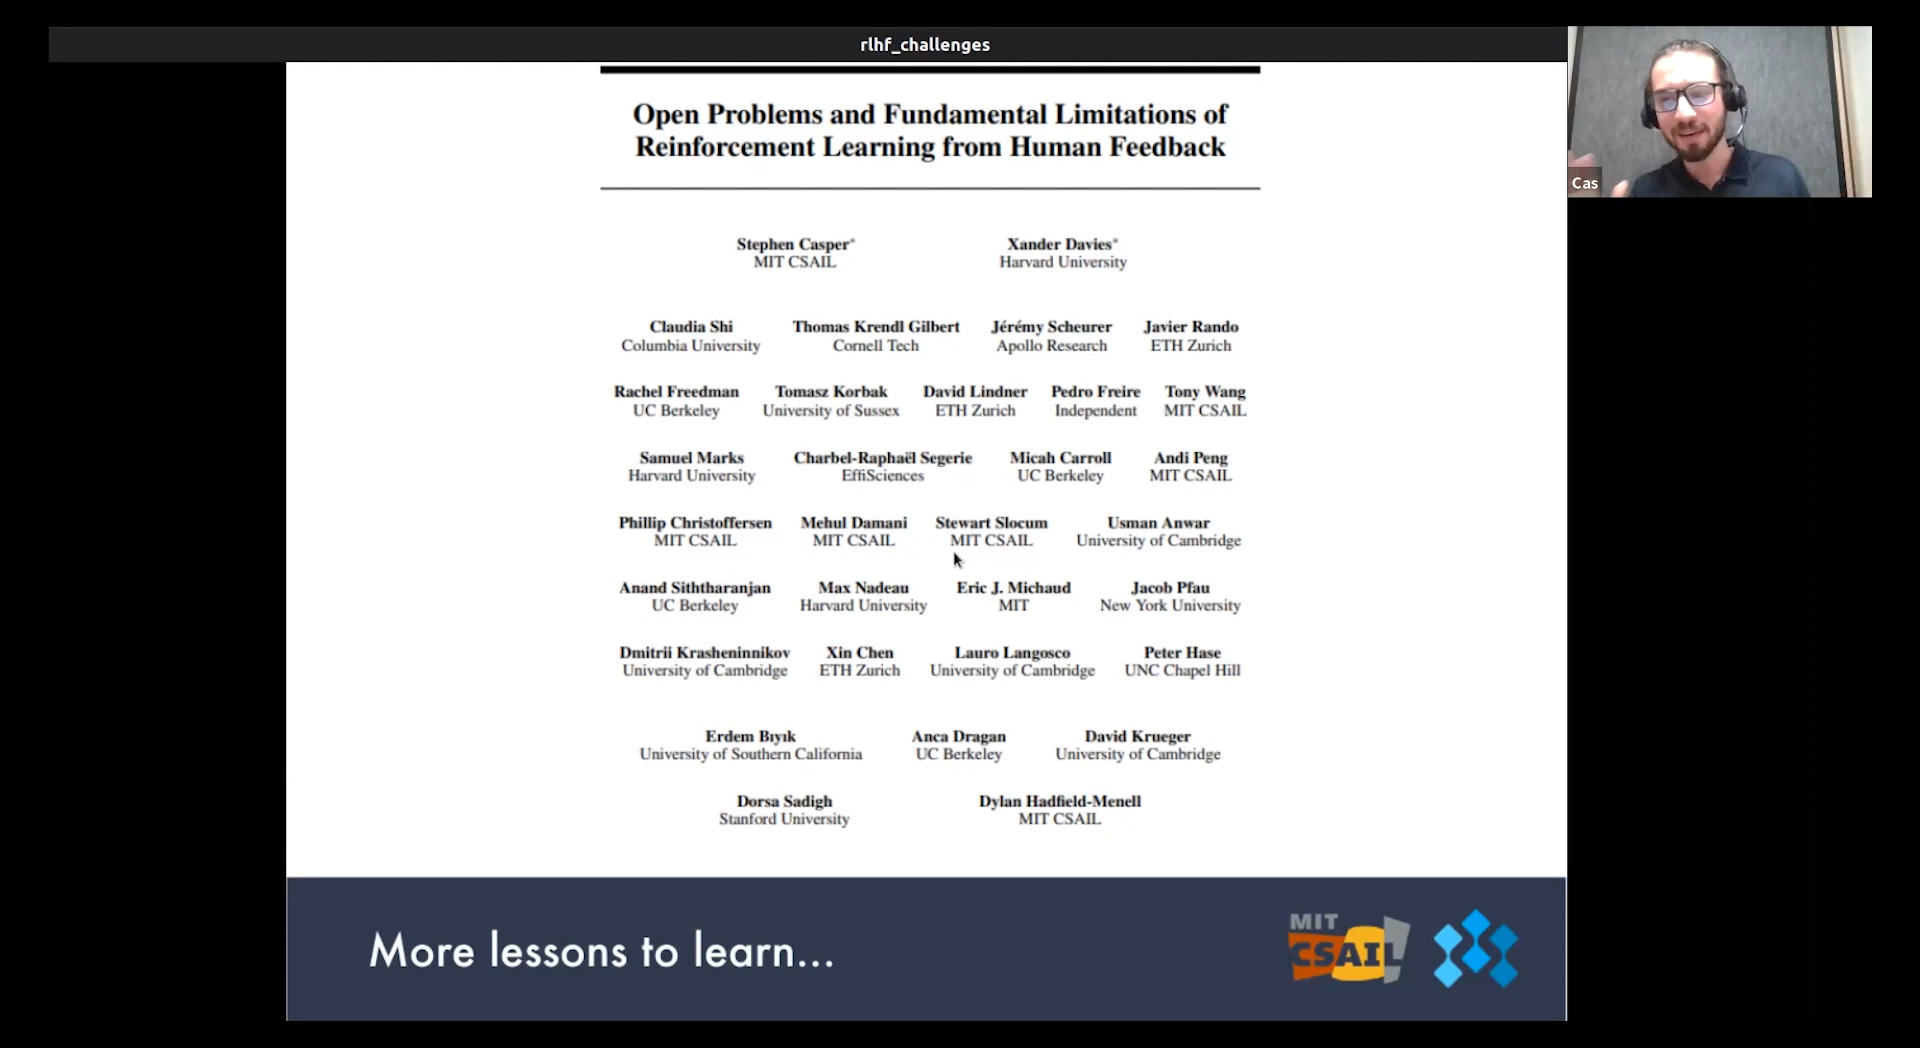 rlhf_challenges
Cas
Open Problems and Fundamental Limitations of
Reinforcement Learning from Human Feedback
Stephen Casper* Xander Davies*
MIT CSAIL Harvard University
Claudia Shi Thomas Krendl Gilbert Jérémy Scheurer Javier Rando
Columbia University Cornell Tech Apollo Research ETH Zurich
Rachel Freedman Tomasz Korbak David Lindner Pedro Freire Tony Wang
UC Berkeley University of Sussex ETH Zurich Independent MIT CSAIL
Samuel Marks Charbel-Raphaël Segerie Micah Carroll Andi Peng
Harvard University EffiSciences UC Berkeley MIT CSAIL
Phillip Christoffersen Mehul Damani Stewart Slocum Usman Anwar
MIT CSAIL MIT CSAIL MIT CSAIL University of Cambridge
Anand Siththaranjan Max Nadeau Eric J. Michaud Jacob Pfau
UC Berkeley Harvard University MIT New York University
Dmitrii Krasheninnikov Xin Chen Lauro Langosco Peter Hase
University of Cambridge ETH Zurich University of Cambridge UNC Chapel Hill
Erdem Bıyık Anca Dragan David Krueger
University of Southern California UC Berkeley University of Cambridge
Dorsa Sadigh Dylan Hadfield-Menell
Stanford University MIT CSAIL
More lessons to learn...
MIT
CSAIL